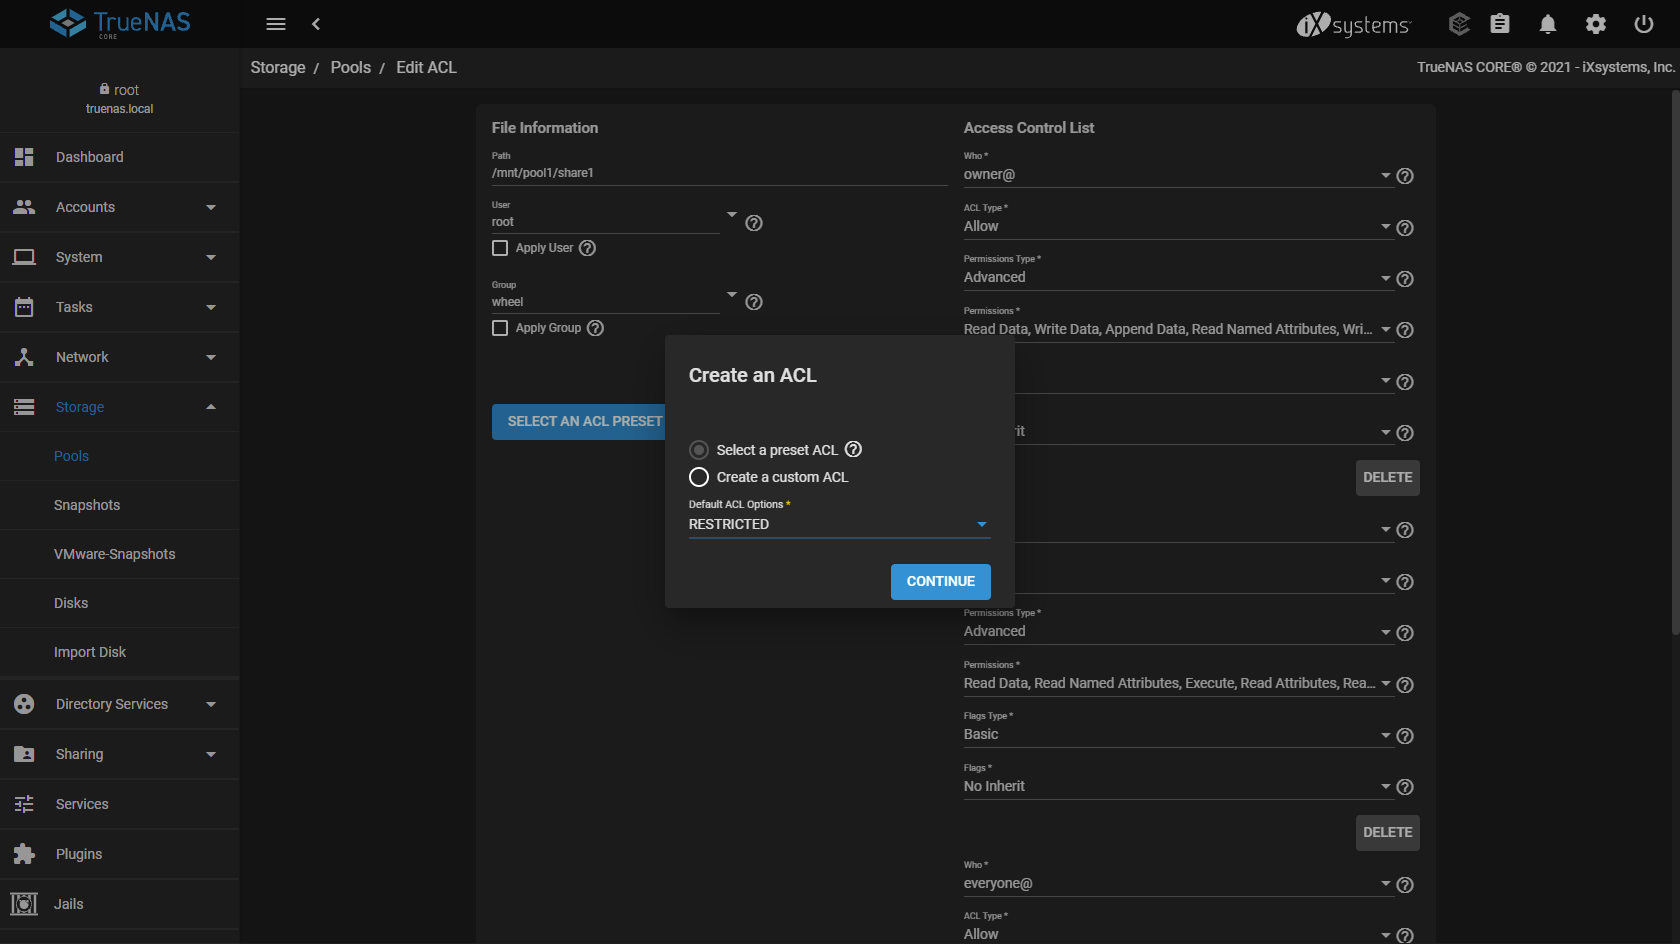 TrueNAS
CORE
iXsystems
Storage / Pools / Edit ACL
TrueNAS CORE® © 2021 - iXsystems, Inc.
root
truenas.local
Dashboard
Accounts
System
Tasks
Network
Storage
Pools
Snapshots
VMware-Snapshots
Disks
Import Disk
Directory Services
Sharing
Services
Plugins
Jails
File Information
Path
/mnt/pool1/share1
User
root
Apply User
Group
wheel
Apply Group
SELECT AN ACL PRESET
Create an ACL
Select a preset ACL
Create a custom ACL
Default ACL Options *
RESTRICTED
CONTINUE
Access Control List
Who *
owner@
ACL Type *
Allow
Permissions Type *
Advanced
Permissions *
Read Data, Write Data, Append Data, Read Named Attributes, Wri...
DELETE
Permissions Type *
Advanced
Permissions *
Read Data, Read Named Attributes, Execute, Read Attributes, Rea...
Flags Type *
Basic
Flags *
No Inherit
DELETE
Who *
everyone@
ACL Type *
Allow